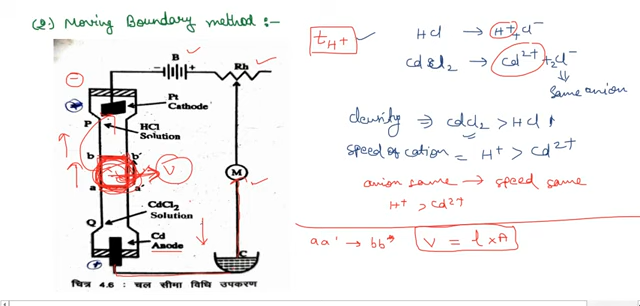 (2.) Moving Boundary method :-
t H+
HCl → H+ + Cl-
CdCl2 → Cd2+ + 2Cl-
same anion
density ⇒ CdCl2 > HCl
speed of cation = H+ > Cd2+
anion same → speed same
H+ > Cd2+
aa' → bb'
V = l × A
B
- +
Rh
Pt
Cathode
P
HCl
Solution
b b'
a a'
V
M
Q
CdCl2
Solution
Cd
Anode
C
चित्र 4.6 : चल सीमा विधि उपकरण